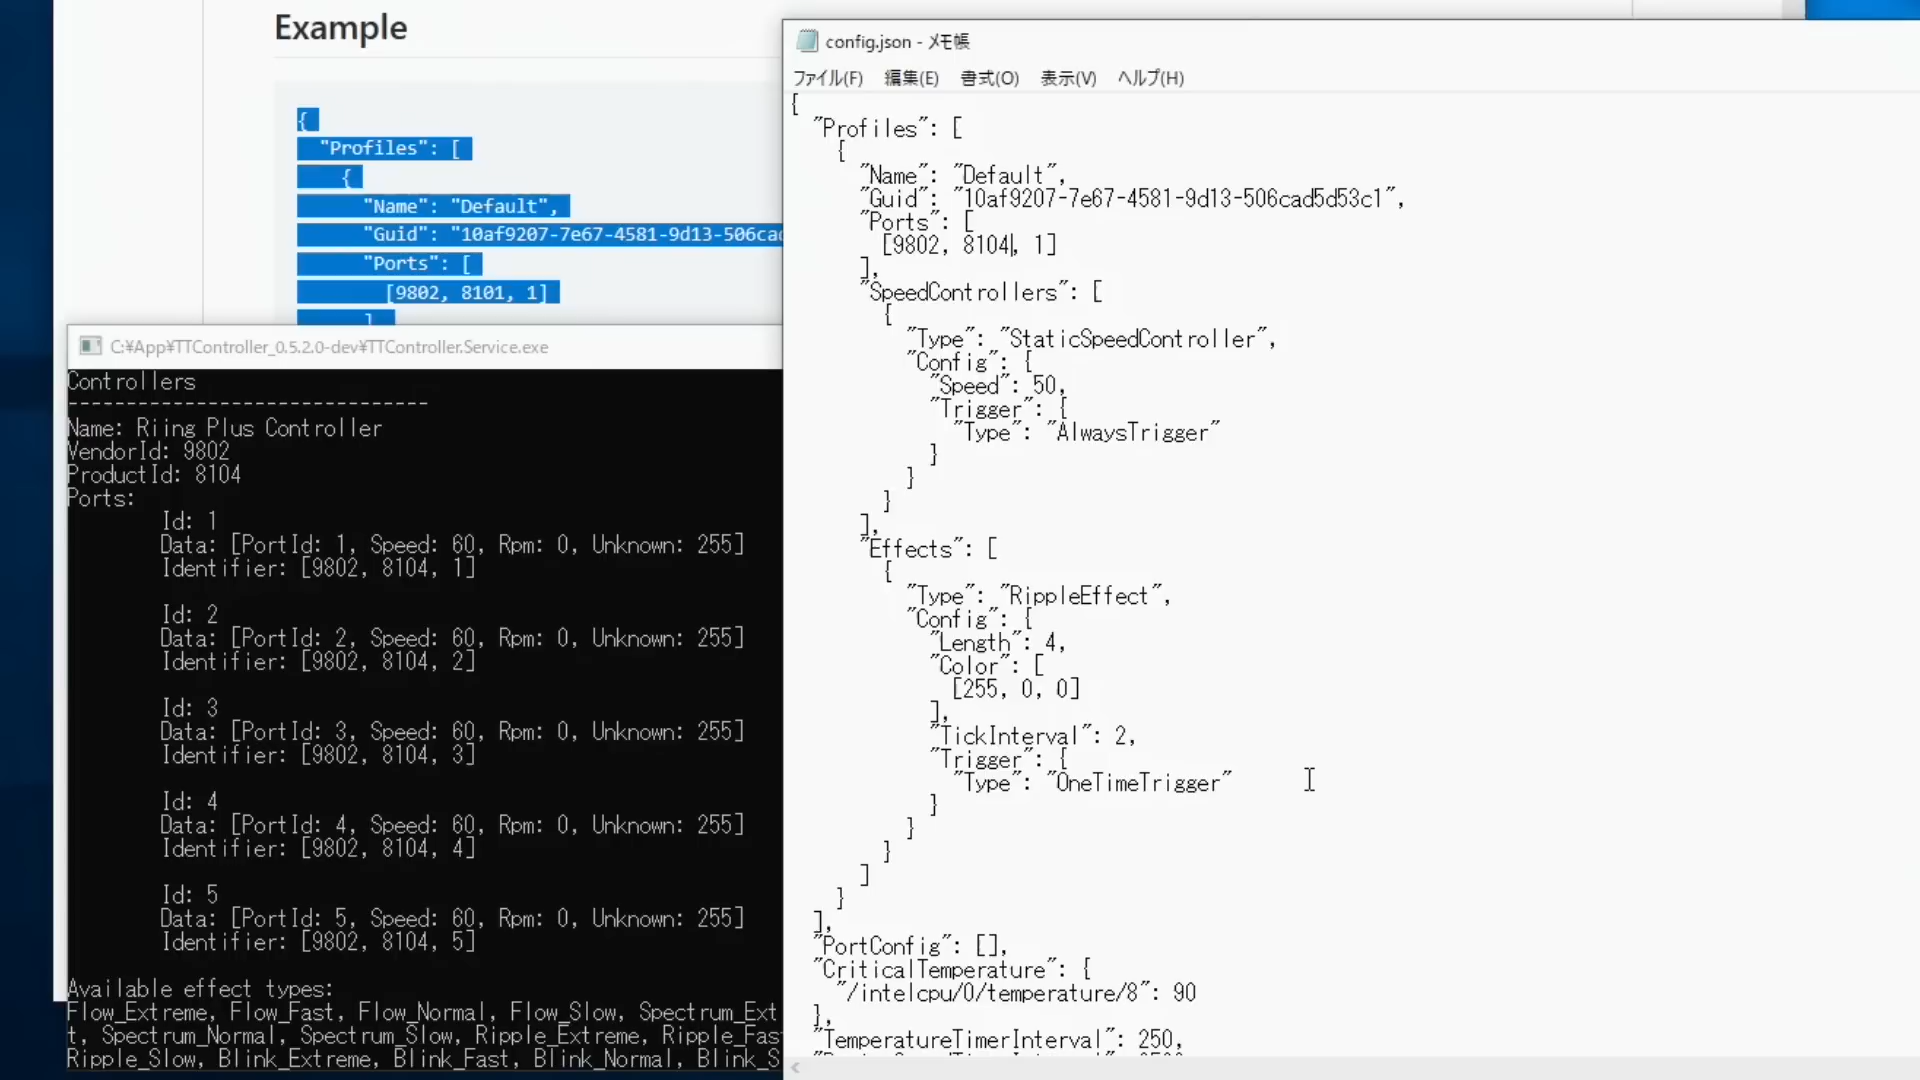 Example
{
"Profiles": [
{
"Name": "Default",
"Guid": "10af9207-7e67-4581-9d13-506cad
"Ports": [
[9802, 8101, 1]
]
C:¥App¥TTController_0.5.2.0-dev¥TTController.Service.exe
Controllers
-------------------------------
Name: Riing Plus Controller
VendorId: 9802
ProductId: 8104
Ports:
Id: 1
Data: [PortId: 1, Speed: 60, Rpm: 0, Unknown: 255]
Identifier: [9802, 8104, 1]
Id: 2
Data: [PortId: 2, Speed: 60, Rpm: 0, Unknown: 255]
Identifier: [9802, 8104, 2]
Id: 3
Data: [PortId: 3, Speed: 60, Rpm: 0, Unknown: 255]
Identifier: [9802, 8104, 3]
Id: 4
Data: [PortId: 4, Speed: 60, Rpm: 0, Unknown: 255]
Identifier: [9802, 8104, 4]
Id: 5
Data: [PortId: 5, Speed: 60, Rpm: 0, Unknown: 255]
Identifier: [9802, 8104, 5]
Available effect types:
Flow_Extreme, Flow_Fast, Flow_Normal, Flow_Slow, Spectrum_Ext
t, Spectrum_Normal, Spectrum_Slow, Ripple_Extreme, Ripple_Fas
Ripple_Slow, Blink_Extreme, Blink_Fast, Blink_Normal, Blink_S
config.json - メモ帳
ファイル(F) 編集(E) 書式(O) 表示(V) ヘルプ(H)
{
"Profiles": [
{
"Name": "Default",
"Guid": "10af9207-7e67-4581-9d13-506cad5d53c1",
"Ports": [
[9802, 8104, 1]
],
"SpeedControllers": [
{
"Type": "StaticSpeedController",
"Config": {
"Speed": 50,
"Trigger": {
"Type": "AlwaysTrigger"
}
}
}
],
"Effects": [
{
"Type": "RippleEffect",
"Config": {
"Length": 4,
"Color": [
[255, 0, 0]
],
"TickInterval": 2,
"Trigger": {
"Type": "OneTimeTrigger"
}
}
}
]
}
],
"PortConfig": [],
"CriticalTemperature": {
"/intelcpu/0/temperature/8": 90
},
"TemperatureTimerInterval": 250,